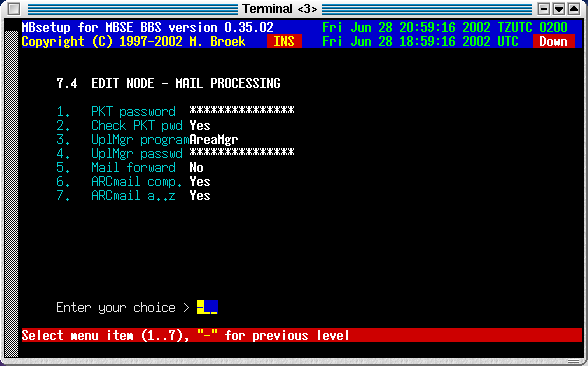 Terminal <3>
MBsetup for MBSE BBS version 0.35.02 Fri Jun 28 20:59:16 2002 TZUTC 0200
Copyright (C) 1997-2002 M. Broek INS Fri Jun 28 18:59:16 2002 UTC Down
7.4 EDIT NODE - MAIL PROCESSING
1. PKT password ***************
2. Check PKT pwd Yes
3. UplMgr program AreaMgr
4. UplMgr passwd ***************
5. Mail forward No
6. ARCmail comp. Yes
7. ARCmail a..z Yes
Enter your choice > -
Select menu item (1..7), "-" for previous level